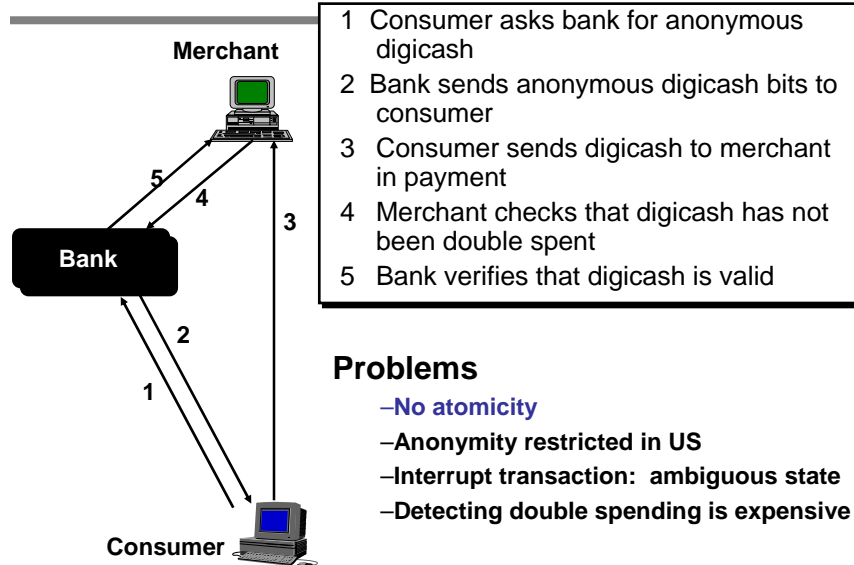 Merchant
5
4
3
Bank
2
1
Consumer
1 Consumer asks bank for anonymous
digicash
2 Bank sends anonymous digicash bits to
consumer
3 Consumer sends digicash to merchant
in payment
4 Merchant checks that digicash has not
been double spent
5 Bank verifies that digicash is valid
Problems
–No atomicity
–Anonymity restricted in US
–Interrupt transaction: ambiguous state
–Detecting double spending is expensive